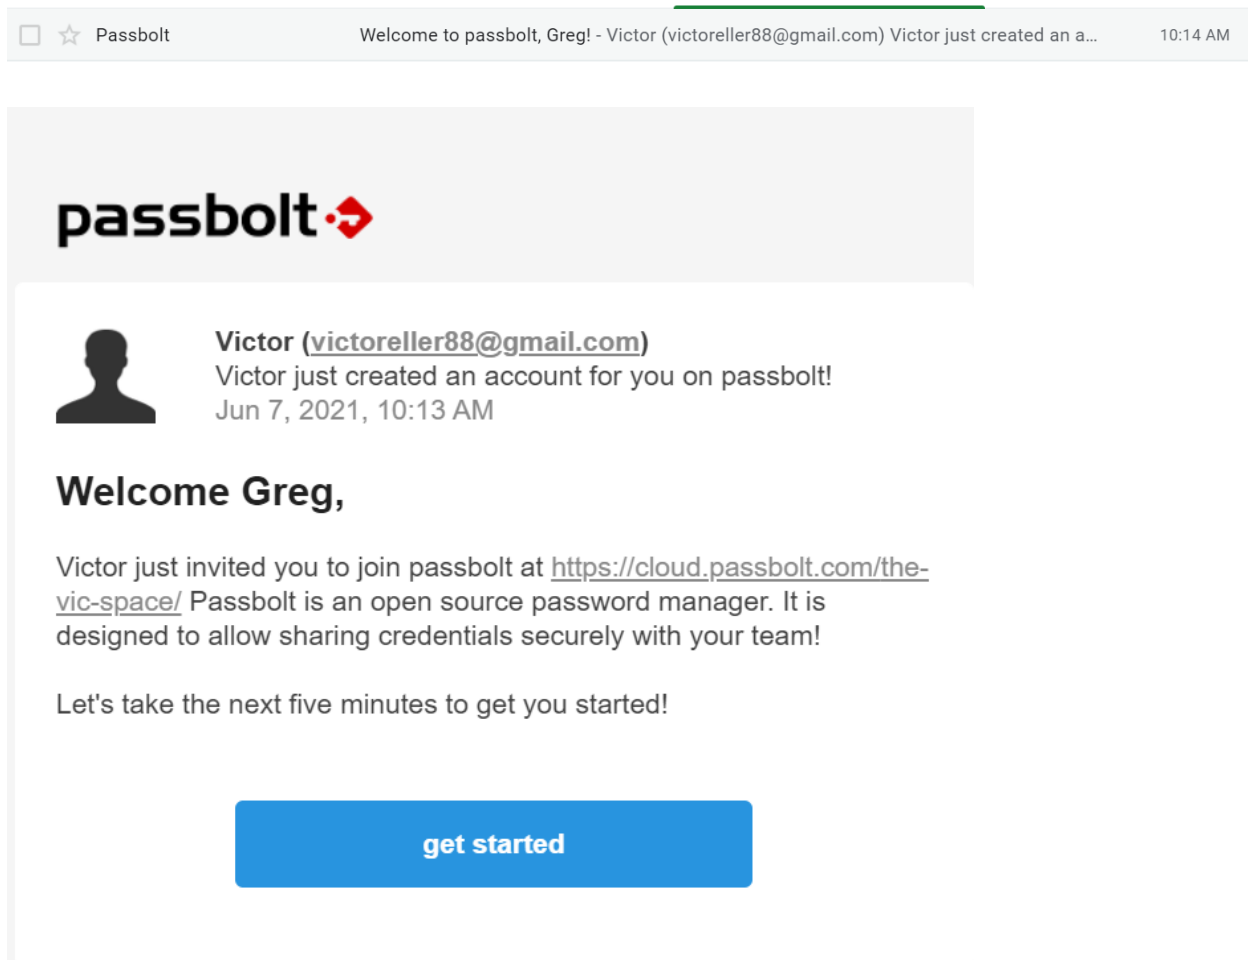 Passbolt Welcome to passbolt, Greg! - Victor (victoreller88@gmail.com) Victor just created an a... 10:14 AM
passbolt
Victor (victoreller88@gmail.com)
Victor just created an account for you on passbolt!
Jun 7, 2021, 10:13 AM
Welcome Greg,
Victor just invited you to join passbolt at https://cloud.passbolt.com/the-
vic-space/ Passbolt is an open source password manager. It is
designed to allow sharing credentials securely with your team!
Let's take the next five minutes to get you started!
get started